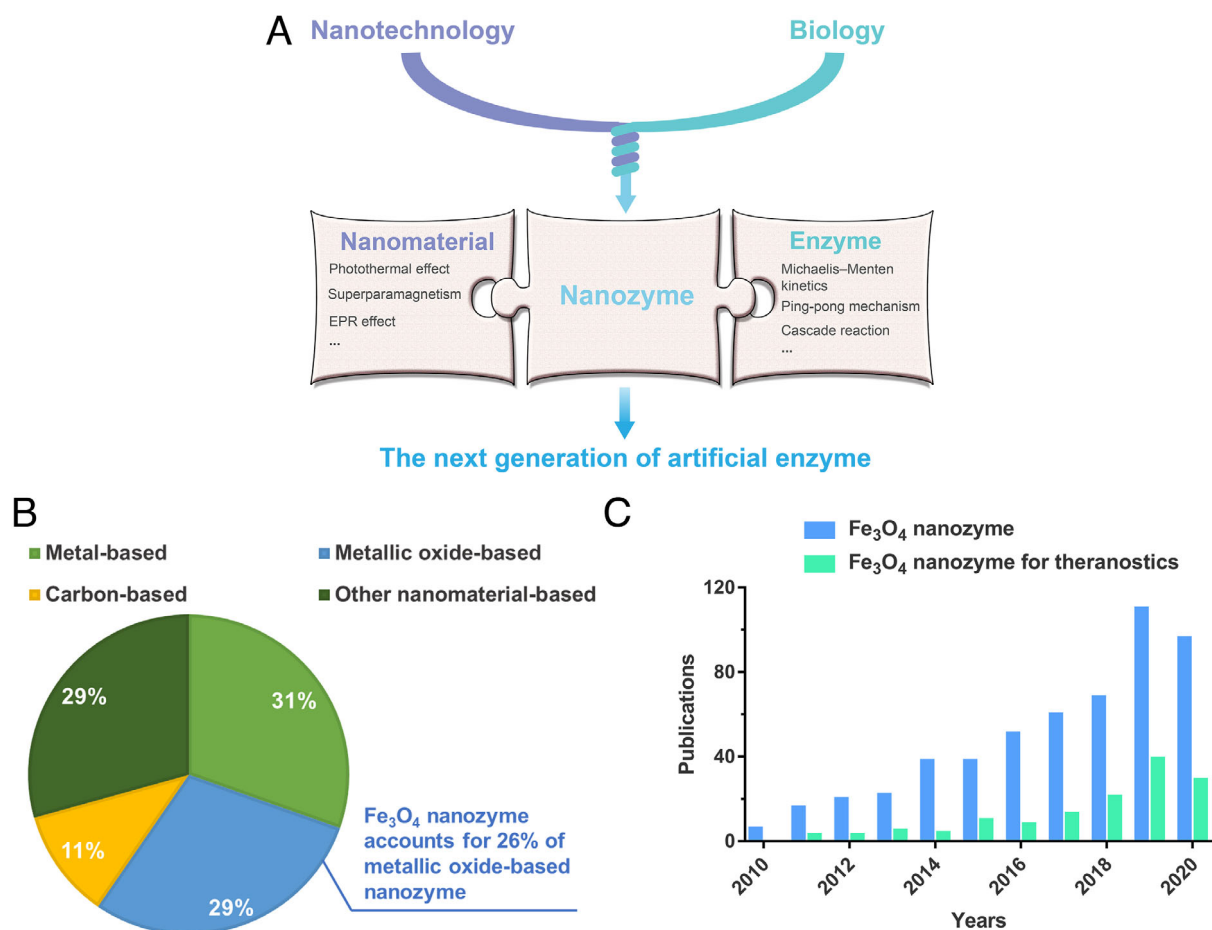 A
Nanotechnology
Biology
Nanomaterial
Photothermal effect
Superparamagnetism
EPR effect
...
Nanozyme
Enzyme
Michaelis–Menten
kinetics
Ping-pong mechanism
Cascade reaction
...
The next generation of artificial enzyme
B
Metal-based
Metallic oxide-based
Carbon-based
Other nanomaterial-based
29%
31%
11%
29%
Fe₃O₄ nanozyme
accounts for 26% of
metallic oxide-based
nanozyme
C
Fe₃O₄ nanozyme
Fe₃O₄ nanozyme for theranostics
Publications
120
80
40
0
2010
2012
2014
2016
2018
2020
Years